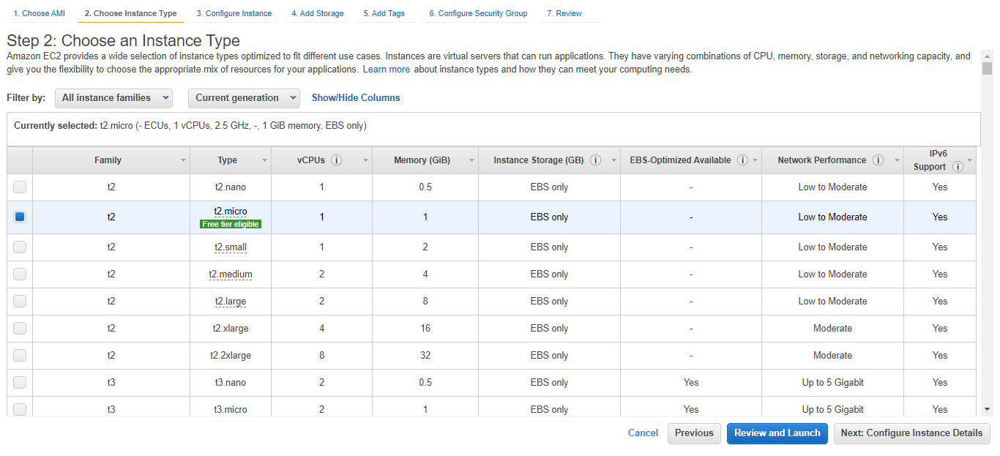 1. Choose AMI 2. Choose Instance Type 3. Configure Instance 4. Add Storage 5. Add Tags 6. Configure Security Group 7. Review
Step 2: Choose an Instance Type
Amazon EC2 provides a wide selection of instance types optimized to fit different use cases. Instances are virtual servers that can run applications. They have varying combinations of CPU, memory, storage, and networking capacity, and
give you the flexibility to choose the appropriate mix of resources for your applications. Learn more about instance types and how they can meet your computing needs.
Filter by: All instance families Current generation Show/Hide Columns
Currently selected: t2.micro (- ECUs, 1 vCPUs, 2.5 GHz, -, 1 GiB memory, EBS only)
Family Type vCPUs i Memory (GiB) Instance Storage (GB) i EBS-Optimized Available i Network Performance i IPv6
Support i
t2 t2.nano 1 0.5 EBS only - Low to Moderate Yes
t2 t2.micro 1 1 EBS only - Low to Moderate Yes
Free tier eligible
t2 t2.small 1 2 EBS only - Low to Moderate Yes
t2 t2.medium 2 4 EBS only - Low to Moderate Yes
t2 t2.large 2 8 EBS only - Low to Moderate Yes
t2 t2.xlarge 4 16 EBS only - Moderate Yes
t2 t2.2xlarge 8 32 EBS only - Moderate Yes
t3 t3.nano 2 0.5 EBS only Yes Up to 5 Gigabit Yes
t3 t3.micro 2 1 EBS only Yes Up to 5 Gigabit Yes
Cancel Previous Review and Launch Next: Configure Instance Details